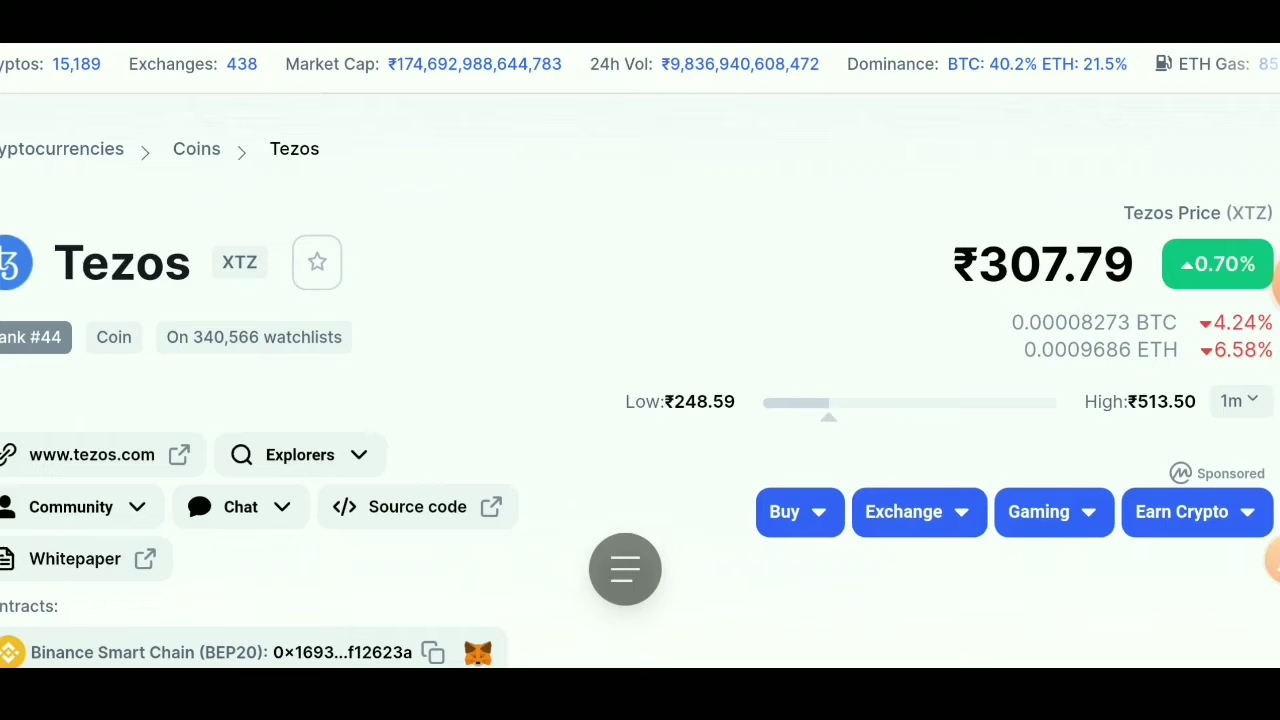 yptos: 15,189 Exchanges: 438 Market Cap: ₹174,692,988,644,783 24h Vol: ₹9,836,940,608,472 Dominance: BTC: 40.2% ETH: 21.5% ETH Gas: 85
yptocurrencies > Coins > Tezos
Tezos Price (XTZ)
Tezos XTZ ₹307.79 0.70%
0.00008273 BTC 4.24%
ank #44 Coin On 340,566 watchlists
0.0009686 ETH 6.58%
Low:₹248.59 High:₹513.50 1m
www.tezos.com Explorers
Sponsored
Community Chat Source code
Buy Exchange Gaming Earn Crypto
Whitepaper
ntracts:
Binance Smart Chain (BEP20): 0x1693...f12623a